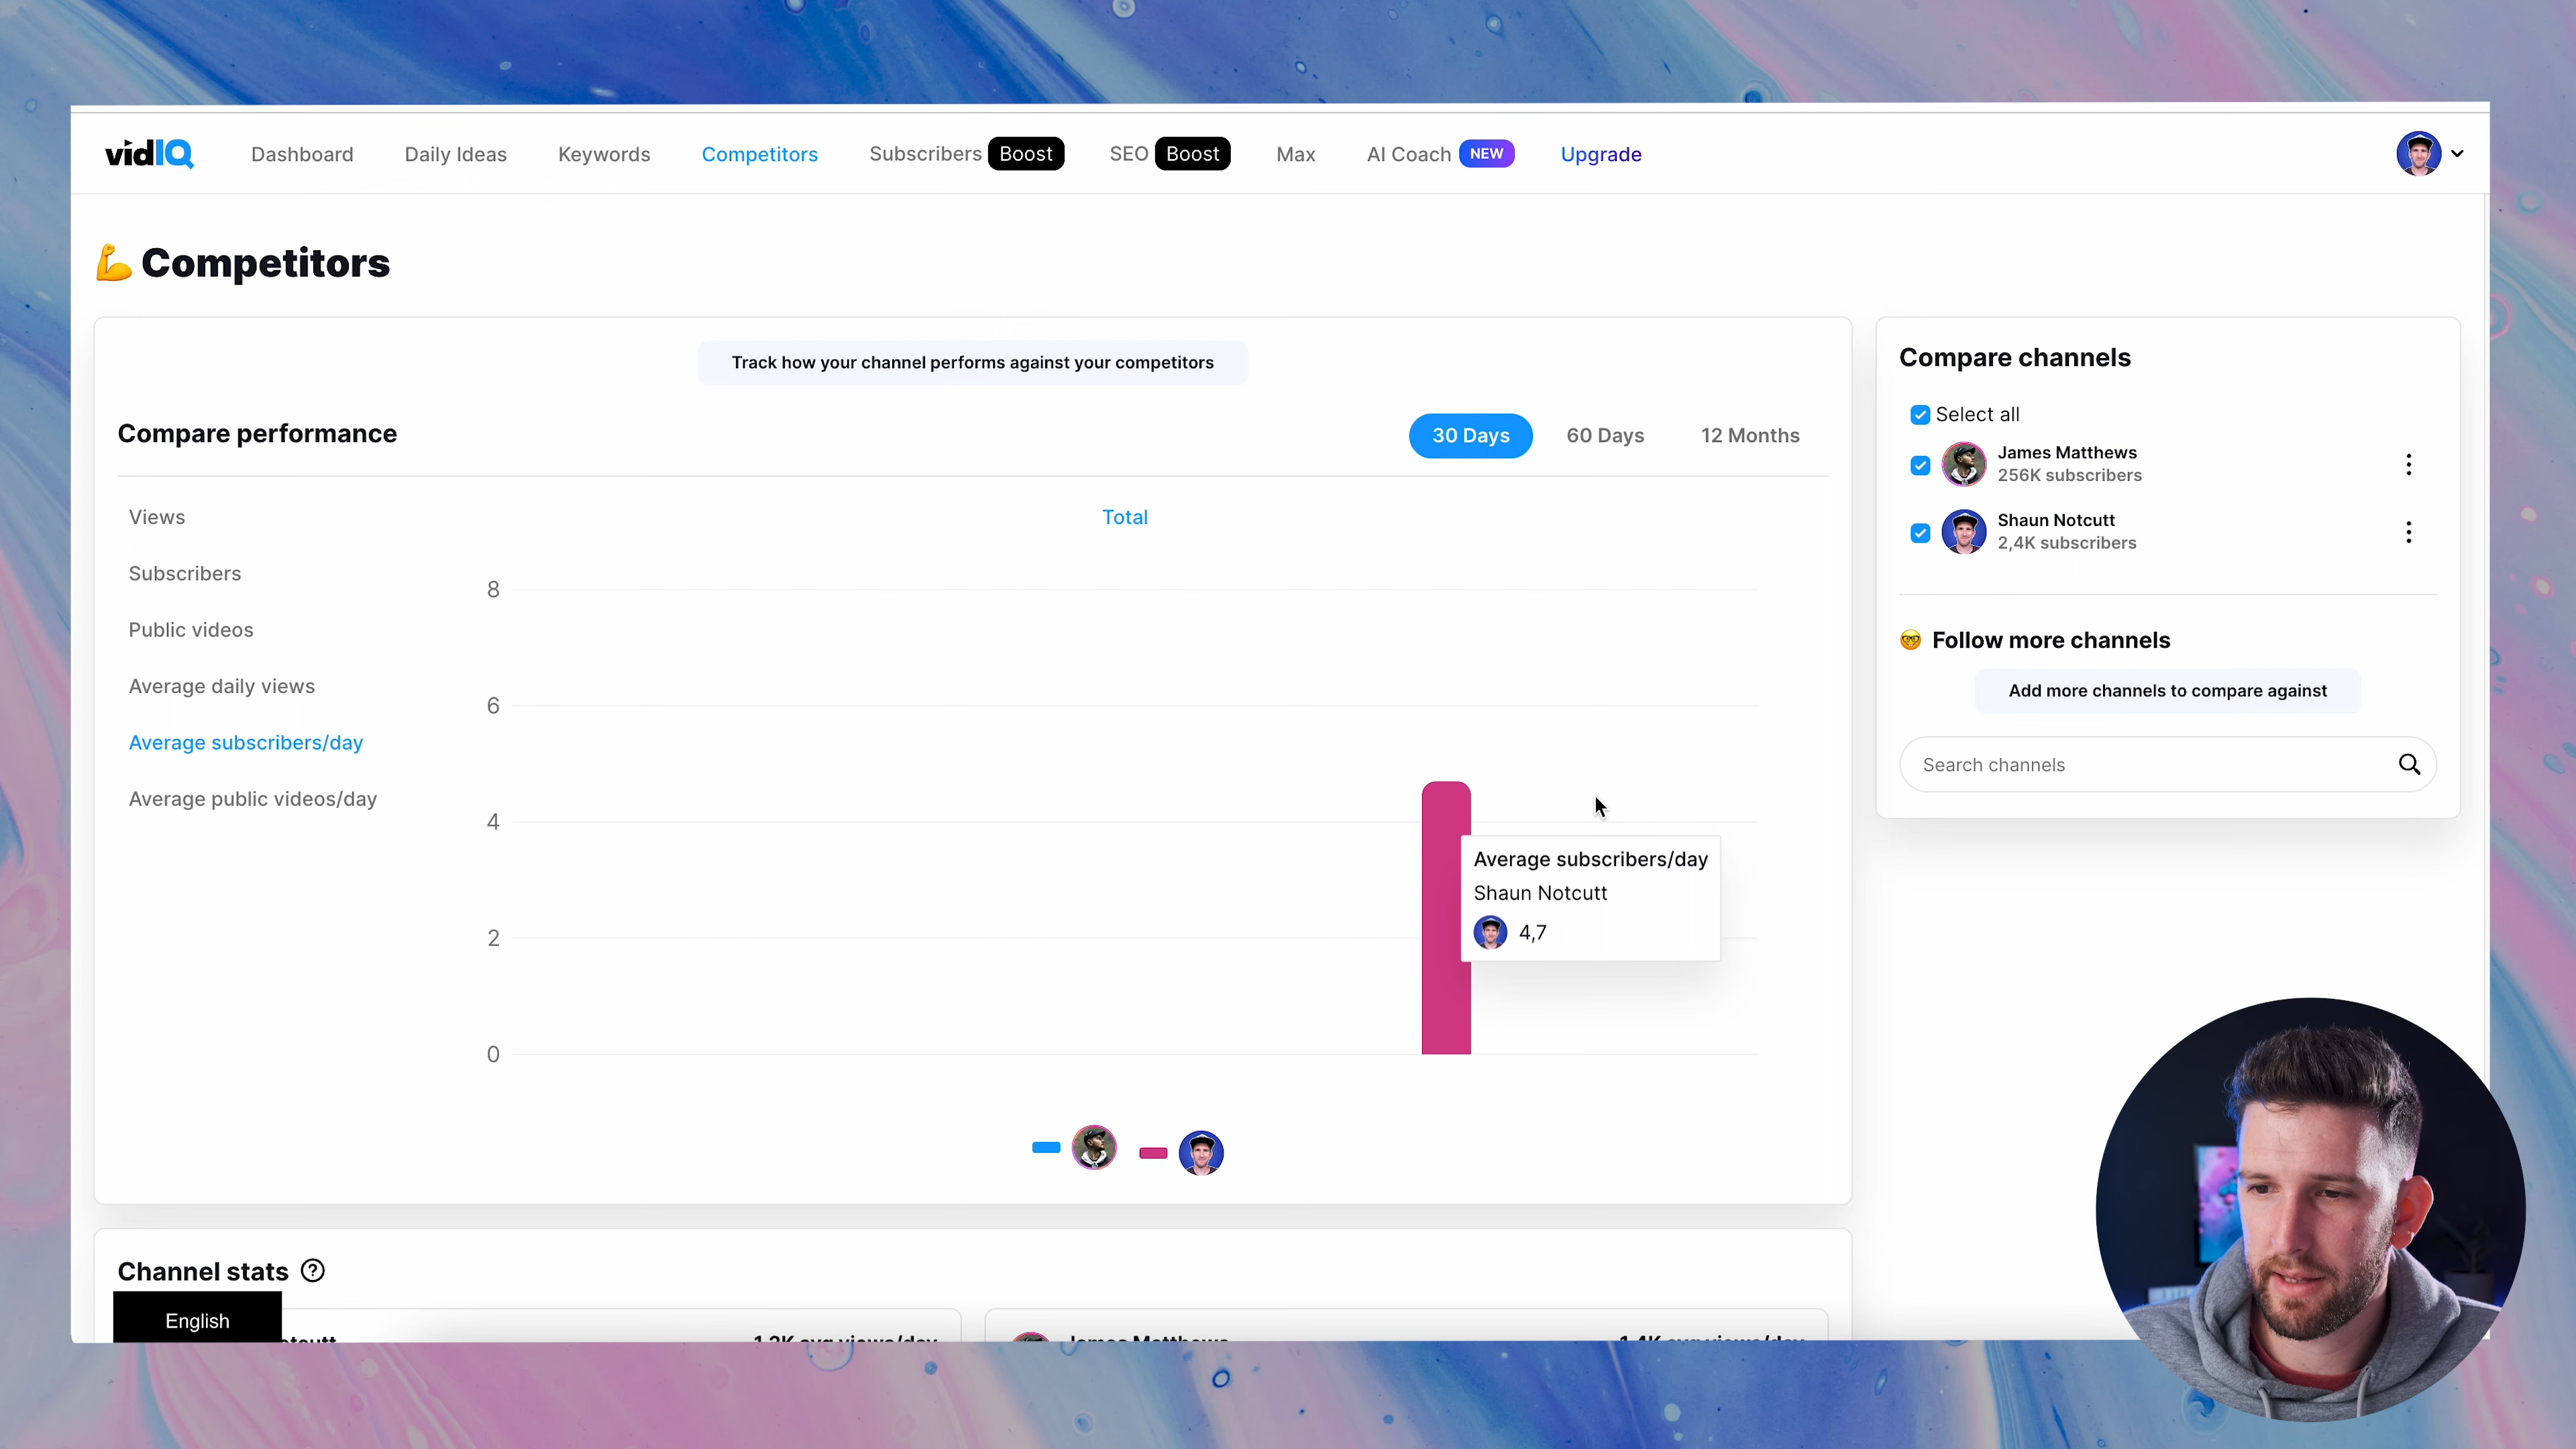 vidIQ
Dashboard
Daily Ideas
Keywords
Competitors
Subscribers Boost
SEO Boost
Max
AI Coach NEW
Upgrade
💪 Competitors
Track how your channel performs against your competitors
Compare performance
30 Days
60 Days
12 Months
Views
Subscribers
Public videos
Average daily views
Average subscribers/day
Average public videos/day
Total
8
6
4
2
0
Average subscribers/day
Shaun Notcutt
4,7
Compare channels
Select all
James Matthews
256K subscribers
Shaun Notcutt
2,4K subscribers
🤓 Follow more channels
Add more channels to compare against
Search channels
Channel stats
English